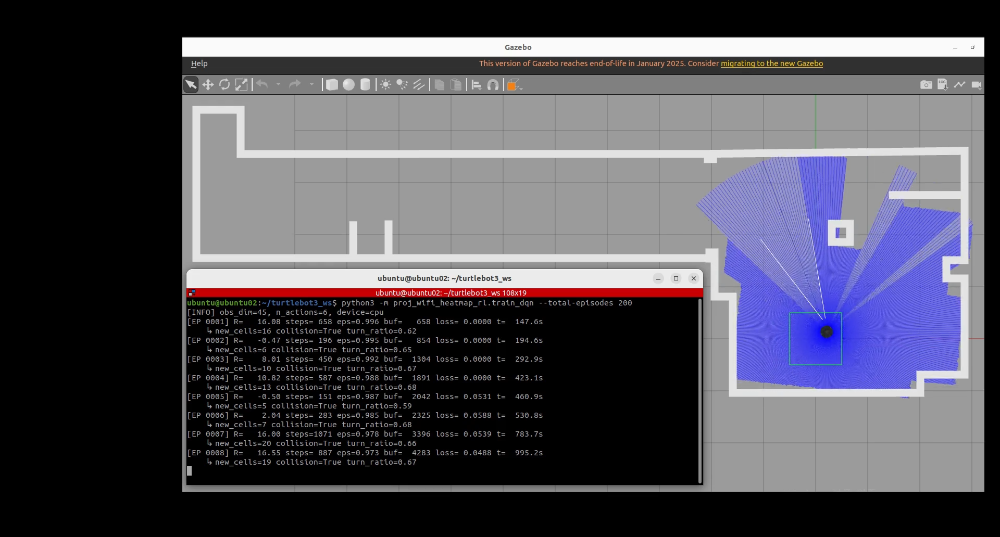 Gazebo
Help
This version of Gazebo reaches end-of-life in January 2025. Consider migrating to the new Gazebo
LOG
ubuntu@ubuntu02: ~/turtlebot3_ws
ubuntu@ubuntu02: ~/turtlebot3_ws 108x19
ubuntu@ubuntu02:~/turtlebot3_ws$ python3 -m proj_wifi_heatmap_rl.train_dqn --total-episodes 200
[INFO] obs_dim=45, n_actions=6, device=cpu
[EP 0001] R=   16.08 steps= 658 eps=0.996 buf=   658 loss= 0.0000 t=  147.6s
↳ new_cells=16 collision=True turn_ratio=0.62
[EP 0002] R=   -0.47 steps= 196 eps=0.995 buf=   854 loss= 0.0000 t=  194.6s
↳ new_cells=6 collision=True turn_ratio=0.65
[EP 0003] R=    8.01 steps= 450 eps=0.992 buf=  1304 loss= 0.0000 t=  292.9s
↳ new_cells=10 collision=True turn_ratio=0.67
[EP 0004] R=   10.82 steps= 587 eps=0.988 buf=  1891 loss= 0.0000 t=  423.1s
↳ new_cells=13 collision=True turn_ratio=0.68
[EP 0005] R=   -0.50 steps= 151 eps=0.987 buf=  2042 loss= 0.0531 t=  460.9s
↳ new_cells=5 collision=True turn_ratio=0.59
[EP 0006] R=    2.04 steps= 283 eps=0.985 buf=  2325 loss= 0.0588 t=  530.8s
↳ new_cells=7 collision=True turn_ratio=0.68
[EP 0007] R=   16.00 steps=1071 eps=0.978 buf=  3396 loss= 0.0539 t=  783.7s
↳ new_cells=20 collision=True turn_ratio=0.66
[EP 0008] R=   16.55 steps= 887 eps=0.973 buf=  4283 loss= 0.0488 t=  995.2s
↳ new_cells=19 collision=True turn_ratio=0.67